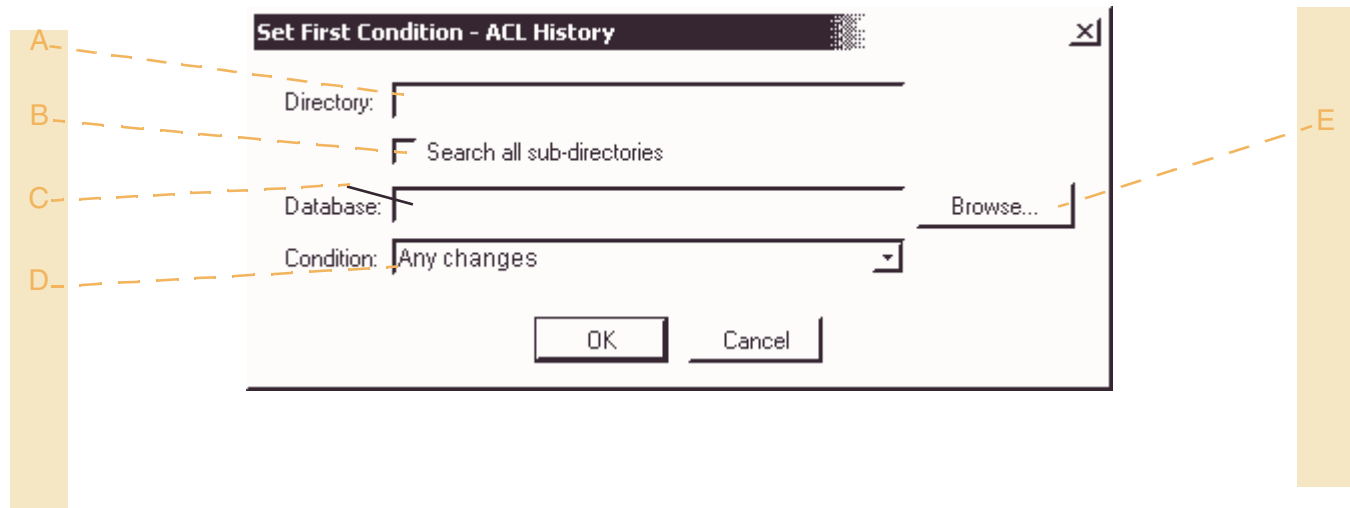 Set First Condition - ACL History
A
Directory:
B
Search all sub-directories
E
C
Database:
Browse...
D
Condition: Any changes
OK
Cancel